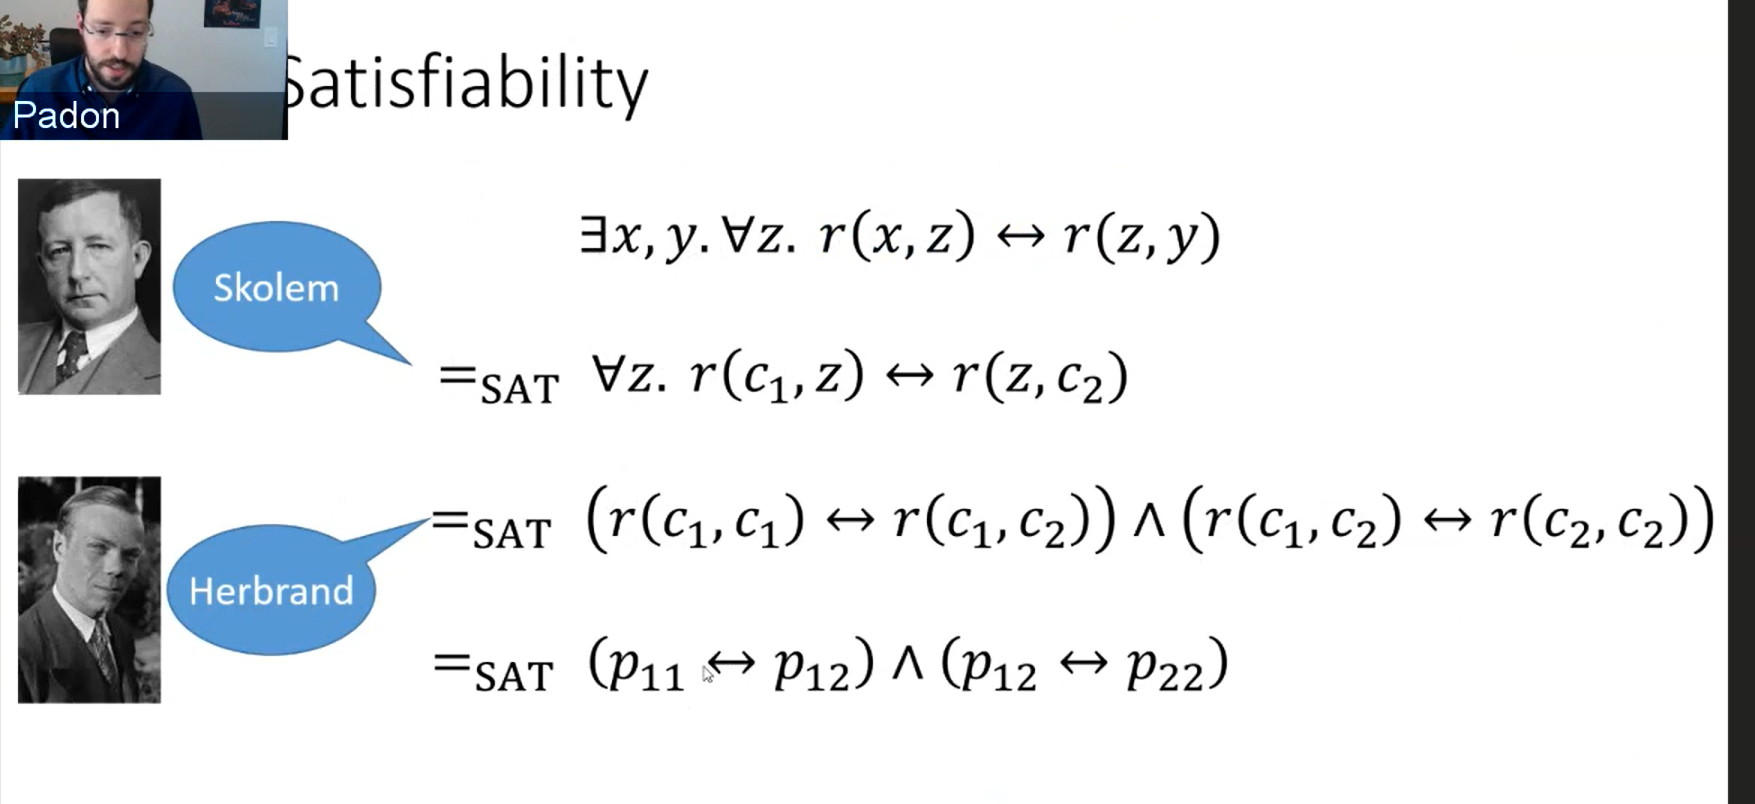 Satisfiability
Padon
∃x, y. ∀z. r(x, z) ↔ r(z, y)
Skolem
=SAT ∀z. r(c₁, z) ↔ r(z, c₂)
=SAT (r(c₁, c₁) ↔ r(c₁, c₂)) ∧ (r(c₁, c₂) ↔ r(c₂, c₂))
Herbrand
=SAT (p₁₁ ↔ p₁₂) ∧ (p₁₂ ↔ p₂₂)